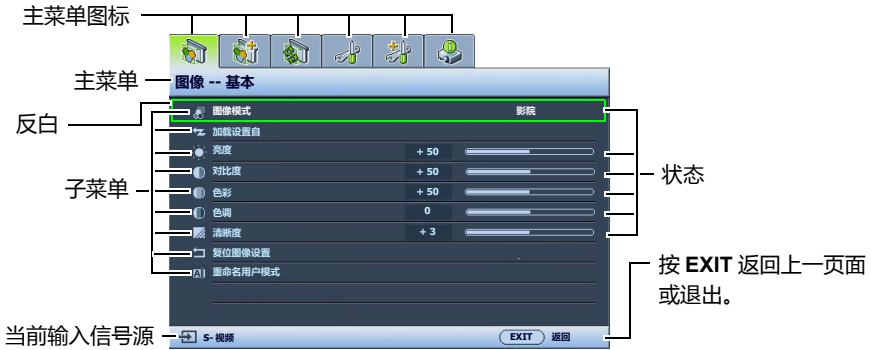 主菜单图标
主菜单
图像 -- 基本
反白
图像模式
影院
加载设置自
亮度
+ 50
对比度
+ 50
子菜单
状态
色彩
+ 50
色调
0
清晰度
+ 3
复位图像设置
重命名用户模式
按 EXIT 返回上一页面
或退出。
当前输入信号源
S- 视频
EXIT
返回